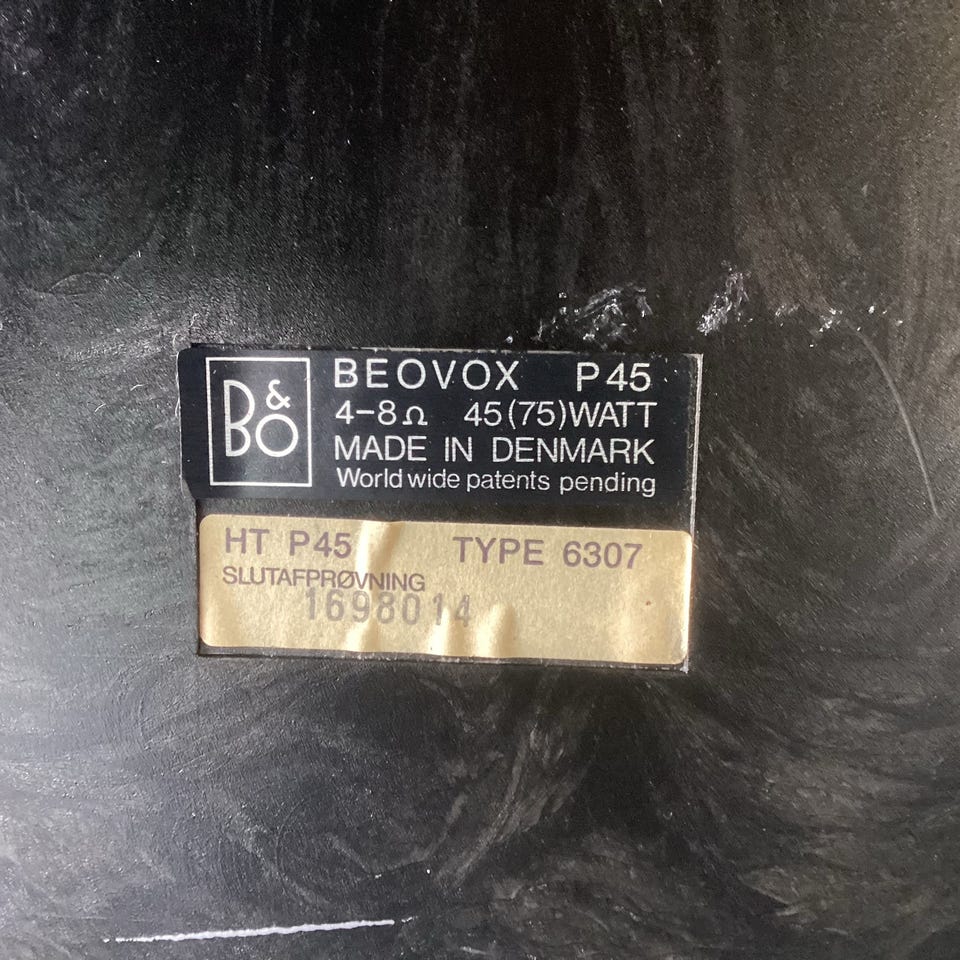 B&O
BEOVOX P45
4-8Ω 45(75)WATT
MADE IN DENMARK
World wide patents pending
HT P45 TYPE 6307
SLUTAFPRØVNING
1698014